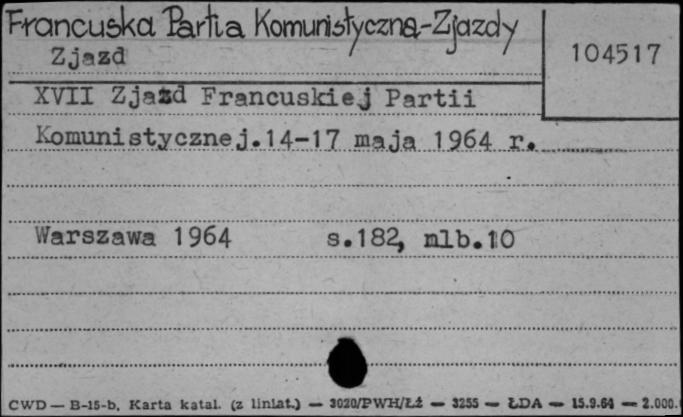 Francuska Partia Komunistyczna-Zjazdy
Zjazd
104517
XVII Zjazd Francuskiej Partii
Komunistycznej.14-17 maja 1964 r.
Warszawa 1964 s.182, nlb.10
CWD — B-15-b. Karta katal. (z liniat.) — 3020/PWH/Łź — 3255 — ŁDA — 15.9.64 — 2.000.